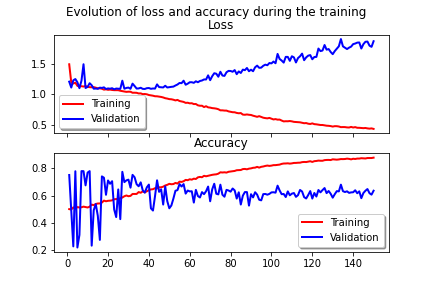 Evolution of loss and accuracy during the training
Loss
1.5
1.0
0.5
Training
Validation
Accuracy
0.8
0.6
0.4
0.2
Training
Validation
0 20 40 60 80 100 120 140